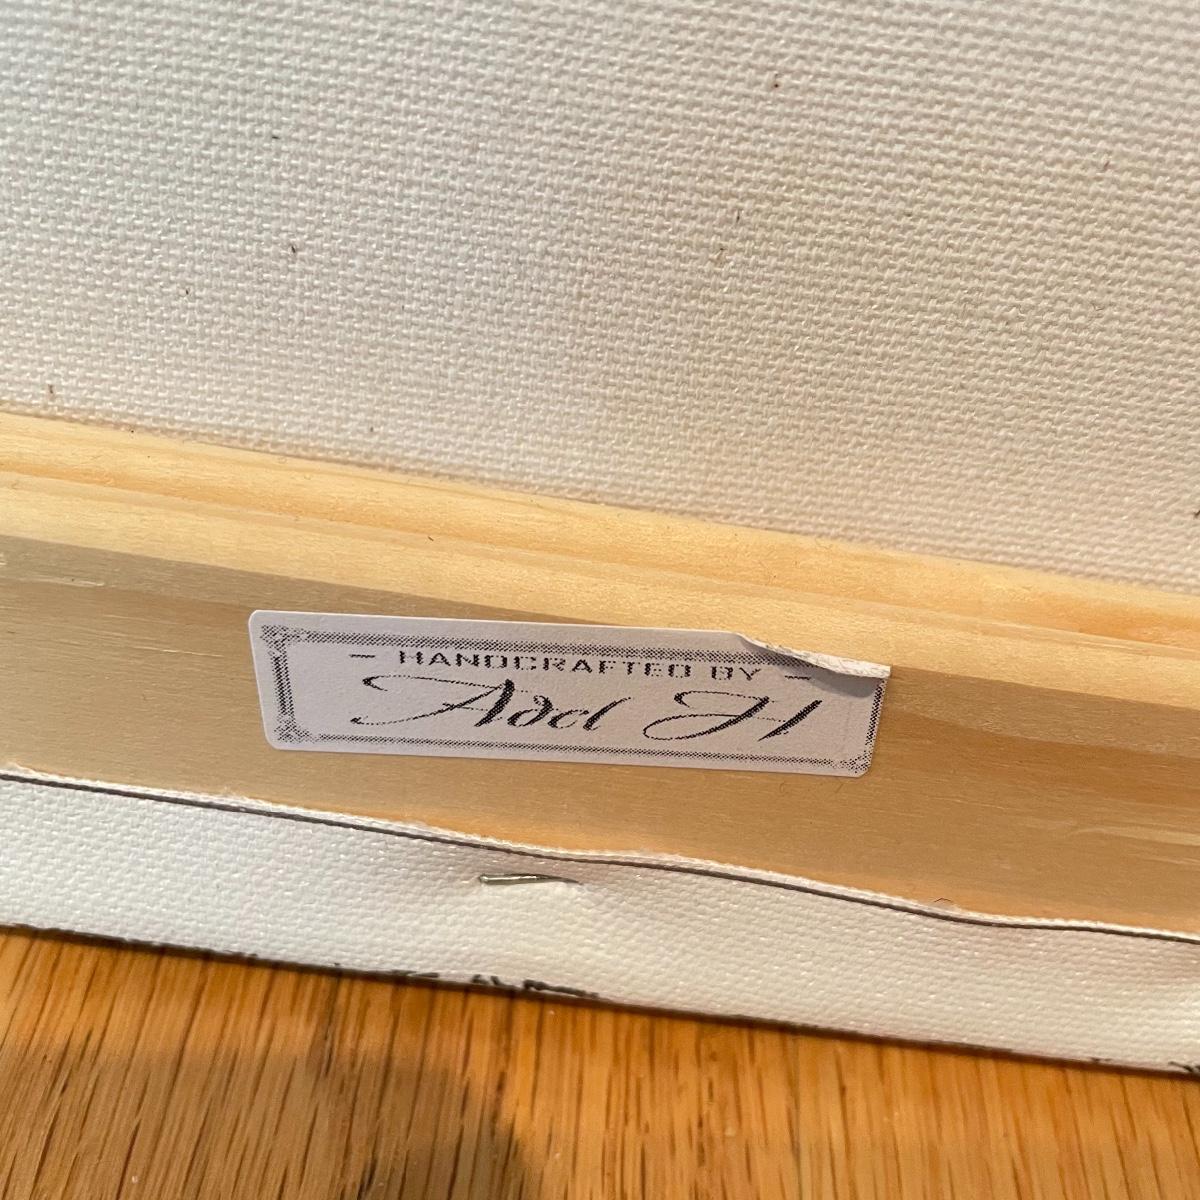 — HANDCRAFTED BY —
Adel H